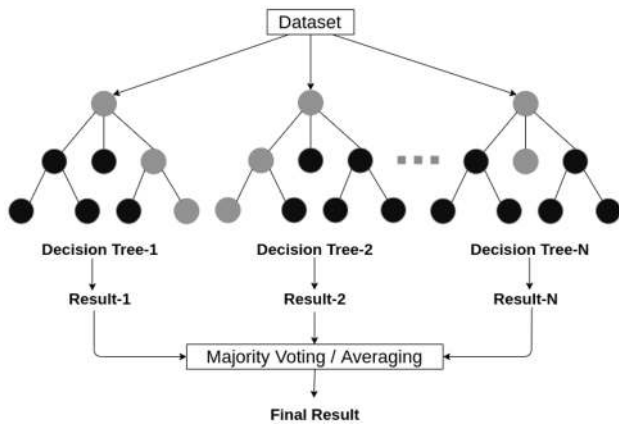 Dataset
Decision Tree-1
Decision Tree-2
Decision Tree-N
Result-1
Result-2
Result-N
Majority Voting / Averaging
Final Result